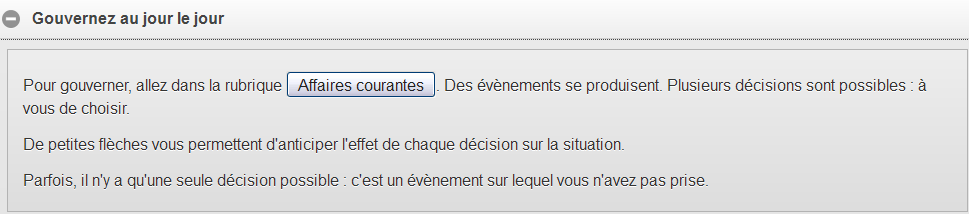 Gouvernez au jour le jour
Pour gouverner, allez dans la rubrique Affaires courantes . Des évènements se produisent. Plusieurs décisions sont possibles : à
vous de choisir.
De petites flèches vous permettent d'anticiper l'effet de chaque décision sur la situation.
Parfois, il n'y a qu'une seule décision possible : c'est un évènement sur lequel vous n'avez pas prise.